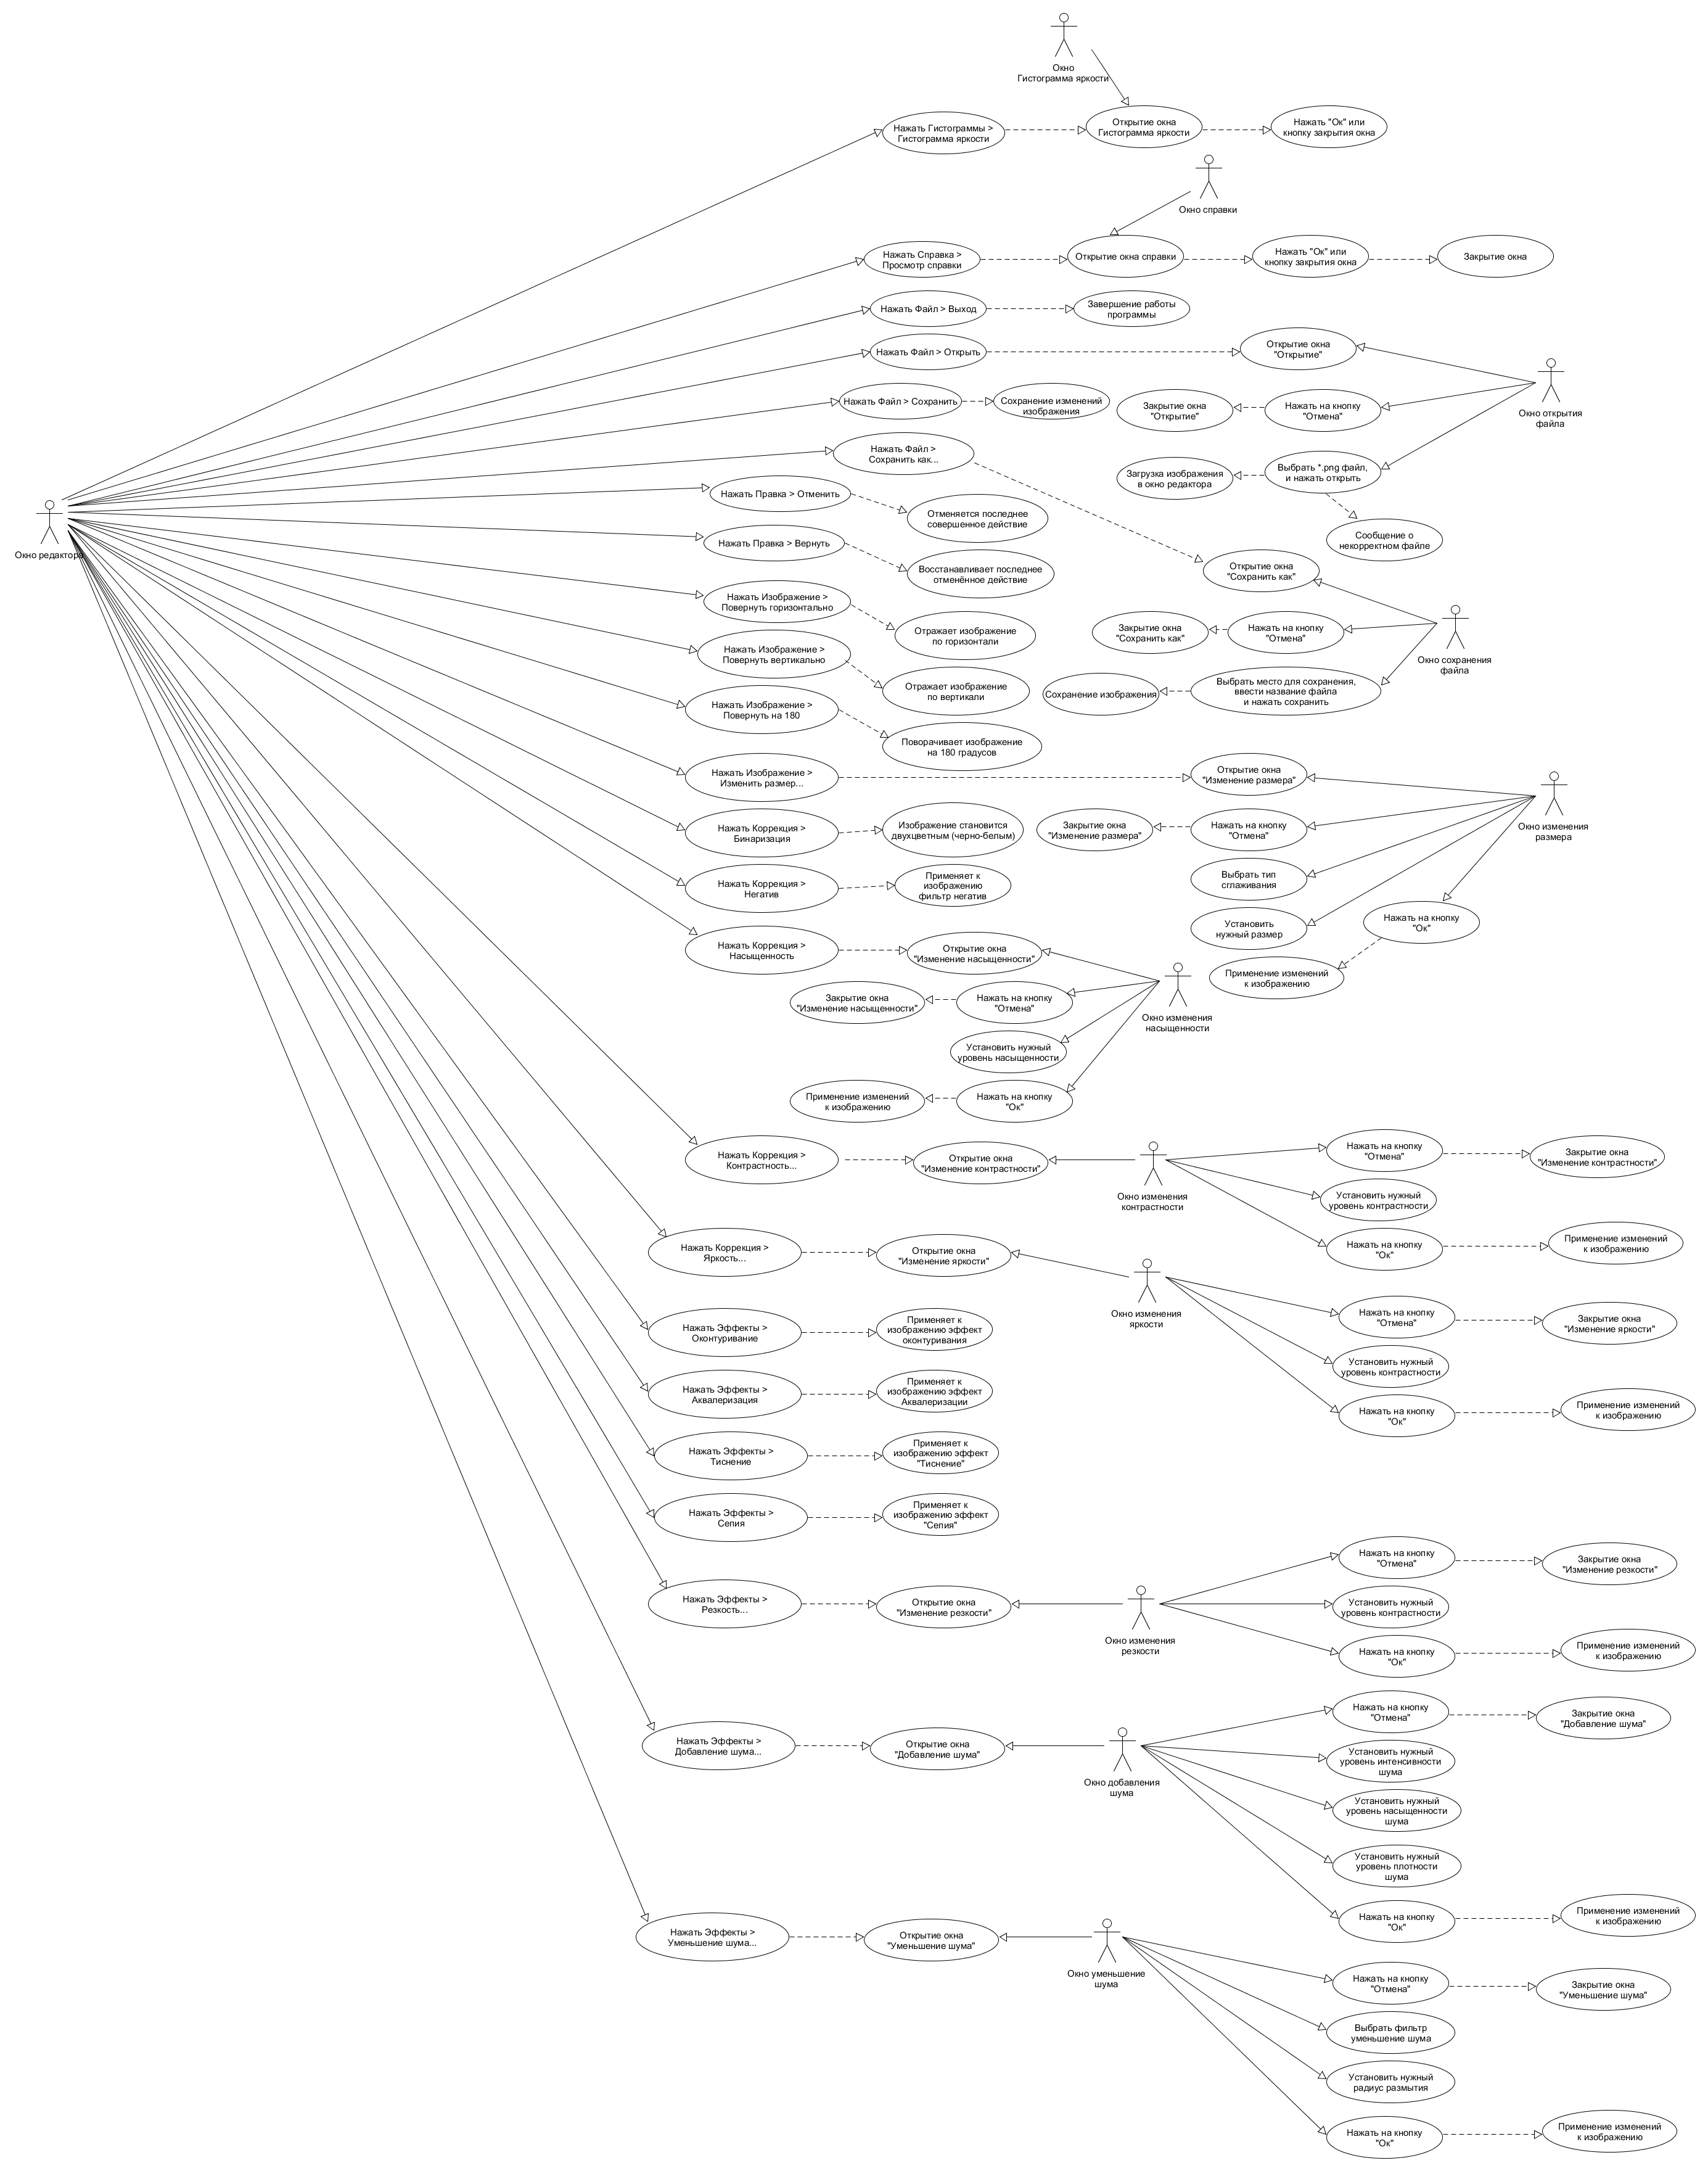 Окно
Гистограмма яркости
Нажать Гистограммы >
Гистограмма яркости
Открытие окна
Гистограмма яркости
Нажать "Ок" или
кнопку закрытия окна
Окно справки
Нажать Справка >
Просмотр справки
Открытие окна справки
Нажать "Ок" или
кнопку закрытия окна
Закрытие окна
Нажать Файл > Выход
Завершение работы
программы
Нажать Файл > Открыть
Открытие окна
"Открытие"
Окно открытия
файла
Нажать Файл > Сохранить
Сохранение изменений
изображения
Закрытие окна
"Открытие"
Нажать на кнопку
"Отмена"
Нажать Файл >
Сохранить как...
Загрузка изображения
в окно редактора
Выбрать *.png файл,
и нажать открыть
Сообщение о
некорректном файле
Окно редактора
Нажать Правка > Отменить
Отменяется последнее
совершенное действие
Нажать Правка > Вернуть
Восстанавливает последнее
отменённое действие
Открытие окна
"Сохранить как"
Нажать Изображение >
Повернуть горизонтально
Отражает изображение
по горизонтали
Закрытие окна
"Сохранить как"
Нажать на кнопку
"Отмена"
Окно сохранения
файла
Нажать Изображение >
Повернуть вертикально
Отражает изображение
по вертикали
Сохранение изображения
Выбрать место для сохранения,
ввести название файла
и нажать сохранить
Нажать Изображение >
Повернуть на 180
Поворачивает изображение
на 180 градусов
Нажать Изображение >
Изменить размер...
Открытие окна
"Изменение размера"
Окно изменения
размера
Нажать Коррекция >
Бинаризация
Изображение становится
двухцветным (черно-белым)
Закрытие окна
"Изменение размера"
Нажать на кнопку
"Отмена"
Нажать Коррекция >
Негатив
Применяет к
изображению
фильтр негатив
Выбрать тип
сглаживания
Установить
нужный размер
Нажать на кнопку
"Ок"
Применение изменений
к изображению
Нажать Коррекция >
Насыщенность
Открытие окна
"Изменение насыщенности"
Окно изменения
насыщенности
Закрытие окна
"Изменение насыщенности"
Нажать на кнопку
"Отмена"
Установить нужный
уровень насыщенности
Применение изменений
к изображению
Нажать на кнопку
"Ок"
Нажать Коррекция >
Контрастность...
Открытие окна
"Изменение контрастности"
Окно изменения
контрастности
Нажать на кнопку
"Отмена"
Закрытие окна
"Изменение контрастности"
Установить нужный
уровень контрастности
Нажать на кнопку
"Ок"
Применение изменений
к изображению
Нажать Коррекция >
Яркость...
Открытие окна
"Изменение яркости"
Окно изменения
яркости
Нажать на кнопку
"Отмена"
Закрытие окна
"Изменение яркости"
Установить нужный
уровень контрастности
Нажать на кнопку
"Ок"
Применение изменений
к изображению
Нажать Эффекты >
Оконтуривание
Применяет к
изображению эффект
оконтуривания
Нажать Эффекты >
Аквалеризация
Применяет к
изображению эффект
Аквалеризации
Нажать Эффекты >
Тиснение
Применяет к
изображению эффект
"Тиснение"
Нажать Эффекты >
Сепия
Применяет к
изображению эффект
"Сепия"
Нажать Эффекты >
Резкость...
Открытие окна
"Изменение резкости"
Окно изменения
резкости
Нажать на кнопку
"Отмена"
Закрытие окна
"Изменение резкости"
Установить нужный
уровень контрастности
Нажать на кнопку
"Ок"
Применение изменений
к изображению
Нажать Эффекты >
Добавление шума...
Открытие окна
"Добавление шума"
Окно добавления
шума
Нажать на кнопку
"Отмена"
Закрытие окна
"Добавление шума"
Установить нужный
уровень интенсивности
шума
Установить нужный
уровень насыщенности
шума
Установить нужный
уровень плотности
шума
Нажать на кнопку
"Ок"
Применение изменений
к изображению
Нажать Эффекты >
Уменьшение шума...
Открытие окна
"Уменьшение шума"
Окно уменьшение
шума
Нажать на кнопку
"Отмена"
Закрытие окна
"Уменьшение шума"
Выбрать фильтр
уменьшение шума
Установить нужный
радиус размытия
Нажать на кнопку
"Ок"
Применение изменений
к изображению